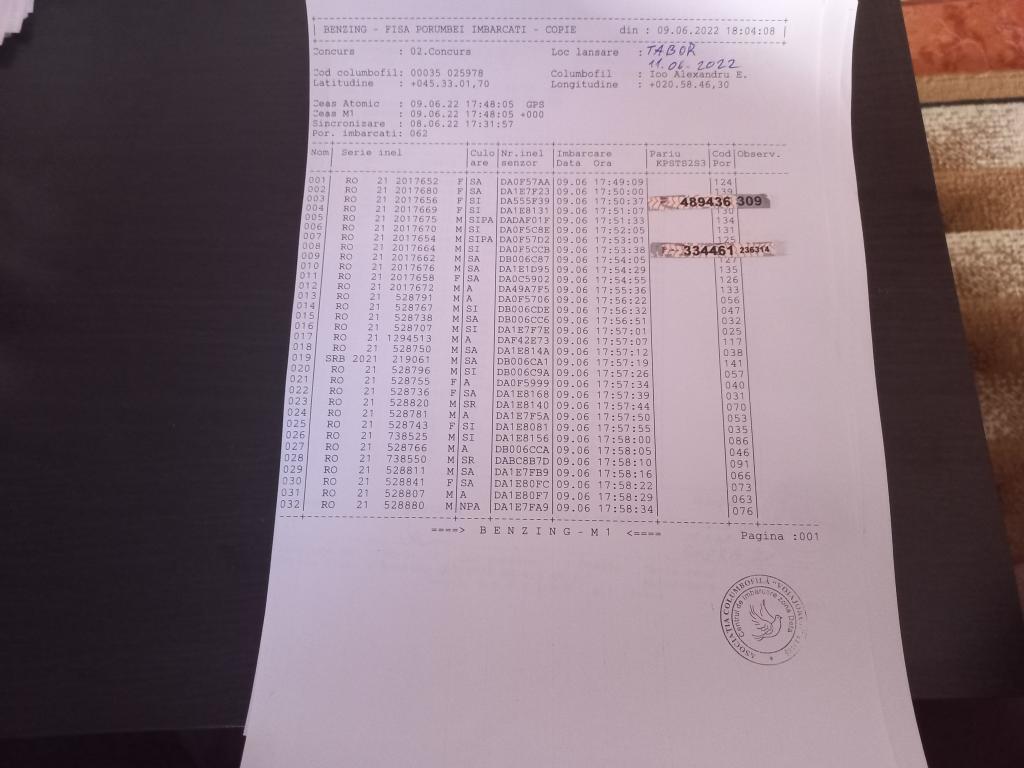 BENZING - FISA PORUMBEI IMBARCATI - COPIE din : 09.06.2022 18:04:08
Concurs : 02.Concurs Loc lansare : TABOR
11.06.2022
Cod columbofil: 00035 025978 Columbofil : Ioo Alexandru E.
Latitudine : +045.33.01,70 Longitudine : +020.58.46,30
Ceas Atomic : 09.06.22 17:48:05 GPS
Ceas M1 : 09.06.22 17:48:05 +000
Sincronizare : 08.06.22 17:31:57
Por. imbarcati: 062
Nom Serie inel Culo Nr.inel Imbarcare Pariu Cod Observ.
are senzor Data Ora KPSTB2S3 Por
001 RO 21 2017652 F SA DA0F57AA 09.06 17:49:09 124
002 RO 21 2017680 F SA DA1E7F23 09.06 17:50:00 139
003 RO 21 2017656 F SI DA555F39 09.06 17:50:37 489436 309
004 RO 21 2017669 F SI DA1E8131 09.06 17:51:07 130
005 RO 21 2017675 M SIPA DADAF01F 09.06 17:51:33 134
006 RO 21 2017670 M SI DA0F5C8E 09.06 17:52:05 131
007 RO 21 2017654 M SIPA DA0F57D2 09.06 17:53:01 125
008 RO 21 2017664 M SI DA0F5CCB 09.06 17:53:38 334461 236314
009 RO 21 2017662 M SA DB006C87 09.06 17:54:05 127
010 RO 21 2017676 M SA DA1E1D95 09.06 17:54:29 135
011 RO 21 2017658 F SA DA0C5902 09.06 17:54:55 126
012 RO 21 2017672 M A DA49A7F5 09.06 17:55:36 133
013 RO 21 528791 M A DA0F5706 09.06 17:56:22 056
014 RO 21 528767 M SI DB006CDE 09.06 17:56:32 047
015 RO 21 528738 M SA DB006CC6 09.06 17:56:51 032
016 RO 21 528707 M SI DA1E7F7E 09.06 17:57:01 025
017 RO 21 1294513 M A DAF42E73 09.06 17:57:07 117
018 RO 21 528750 M SA DA1E814A 09.06 17:57:12 038
019 SRB 2021 219061 M SA DB006CA1 09.06 17:57:19 141
020 RO 21 528796 M SI DB006C9A 09.06 17:57:26 057
021 RO 21 528755 F A DA0F5999 09.06 17:57:34 040
022 RO 21 528736 F SA DA1E8168 09.06 17:57:39 031
023 RO 21 528820 M SR DA1E8140 09.06 17:57:44 070
024 RO 21 528781 M A DA1E7F5A 09.06 17:57:50 053
025 RO 21 528743 F SI DA1E8081 09.06 17:57:55 035
026 RO 21 738525 M SI DA1E8156 09.06 17:58:00 086
027 RO 21 528766 M A DB006CCA 09.06 17:58:05 046
028 RO 21 738550 M SR DABC8B7D 09.06 17:58:10 091
029 RO 21 528811 M SA DA1E7FB9 09.06 17:58:16 066
030 RO 21 528841 F SA DA1E80FC 09.06 17:58:22 073
031 RO 21 528807 M A DA1E80F7 09.06 17:58:29 063
032 RO 21 528880 M NPA DA1E7FA9 09.06 17:58:34 076
====> B E N Z I N G - M 1 <==== Pagina :001
ASOCIATIA COLUMBOFILĂ
Centrul de îmbarcare zona Deta